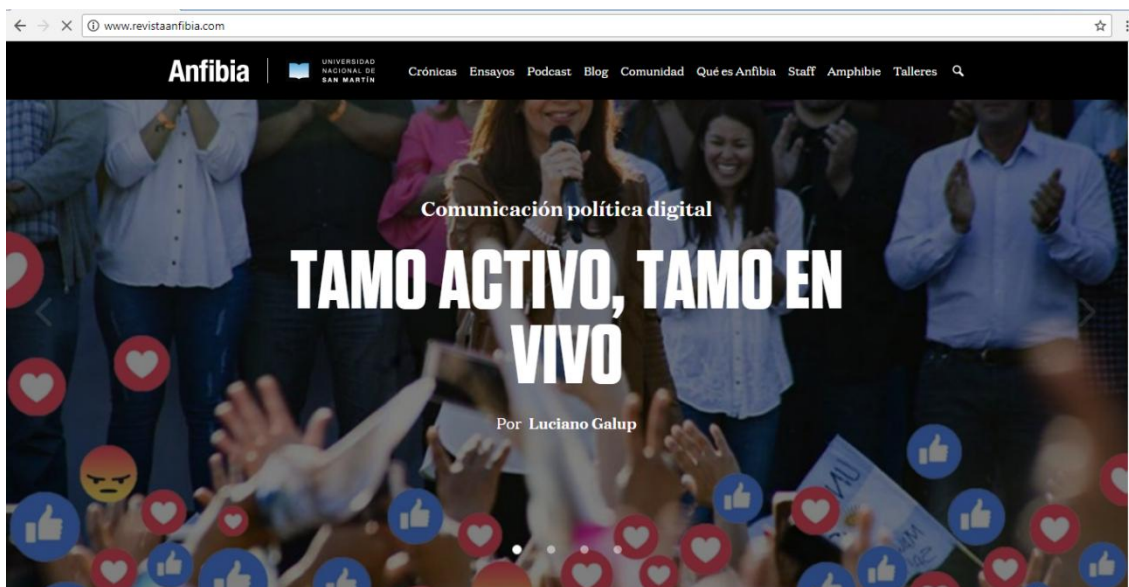 www.revistaanfibia.com
Anfibia
UNIVERSIDAD
NACIONAL DE
SAN MARTÍN
Crónicas Ensayos Podcast Blog Comunidad Qué es Anfibia Staff Amphibie Talleres
Comunicación política digital
TAMO ACTIVO, TAMO EN
VIVO
Por Luciano Galup